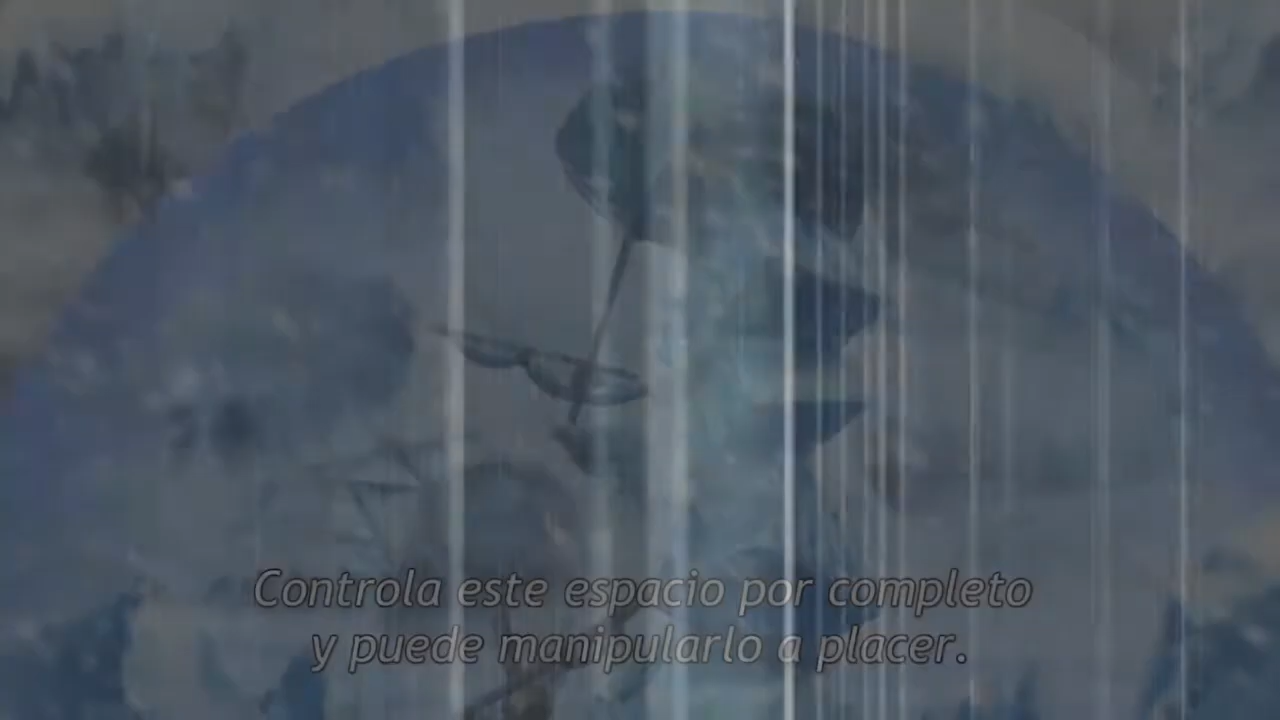 Controla este espacio por completo
y puede manipularlo a placer.